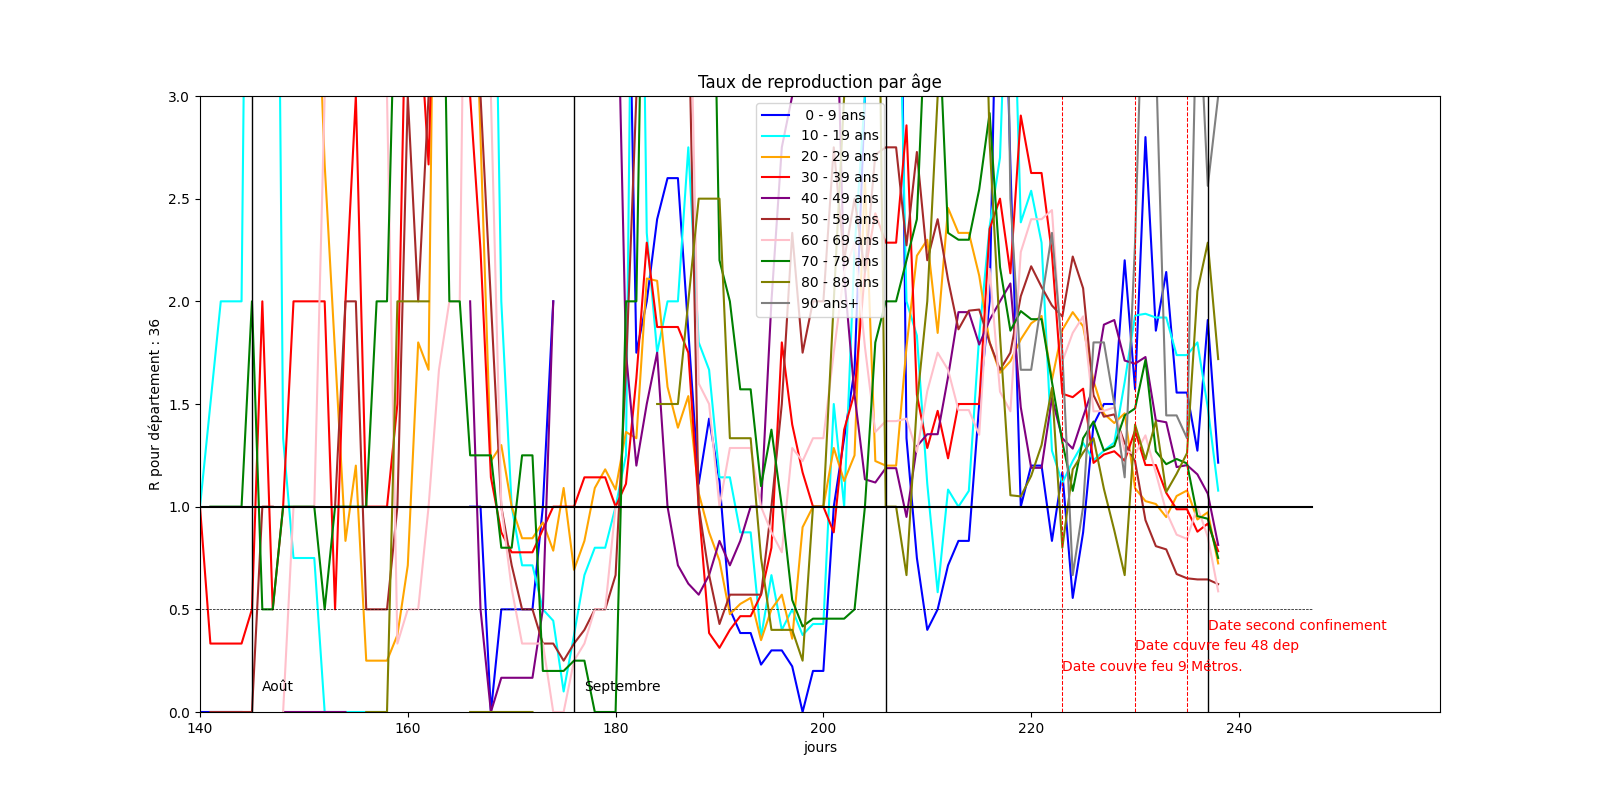 Taux de reproduction par âge
R pour département : 36
3.0
2.5
2.0
1.5
1.0
0.5
0.0
0 - 9 ans
10 - 19 ans
20 - 29 ans
30 - 39 ans
40 - 49 ans
50 - 59 ans
60 - 69 ans
70 - 79 ans
80 - 89 ans
90 ans+
Date second confinement
Date couvre feu 48 dep
Date couvre feu 9 Métros.
Août
Septembre
140
160
180
200
220
240
jours